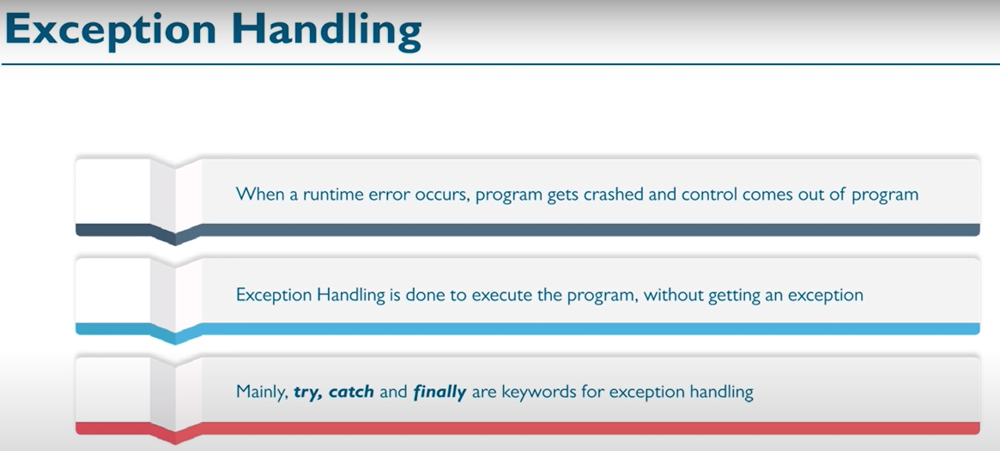 Exception Handling
When a runtime error occurs, program gets crashed and control comes out of program
Exception Handling is done to execute the program, without getting an exception
Mainly, try, catch and finally are keywords for exception handling